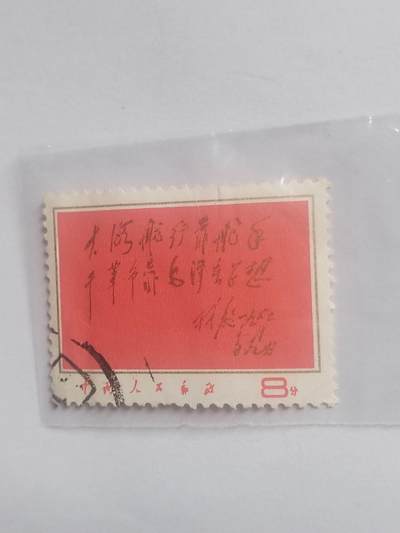 大海航行靠舵手
干革命靠毛泽东思想
林彪
中国人民邮政 8分